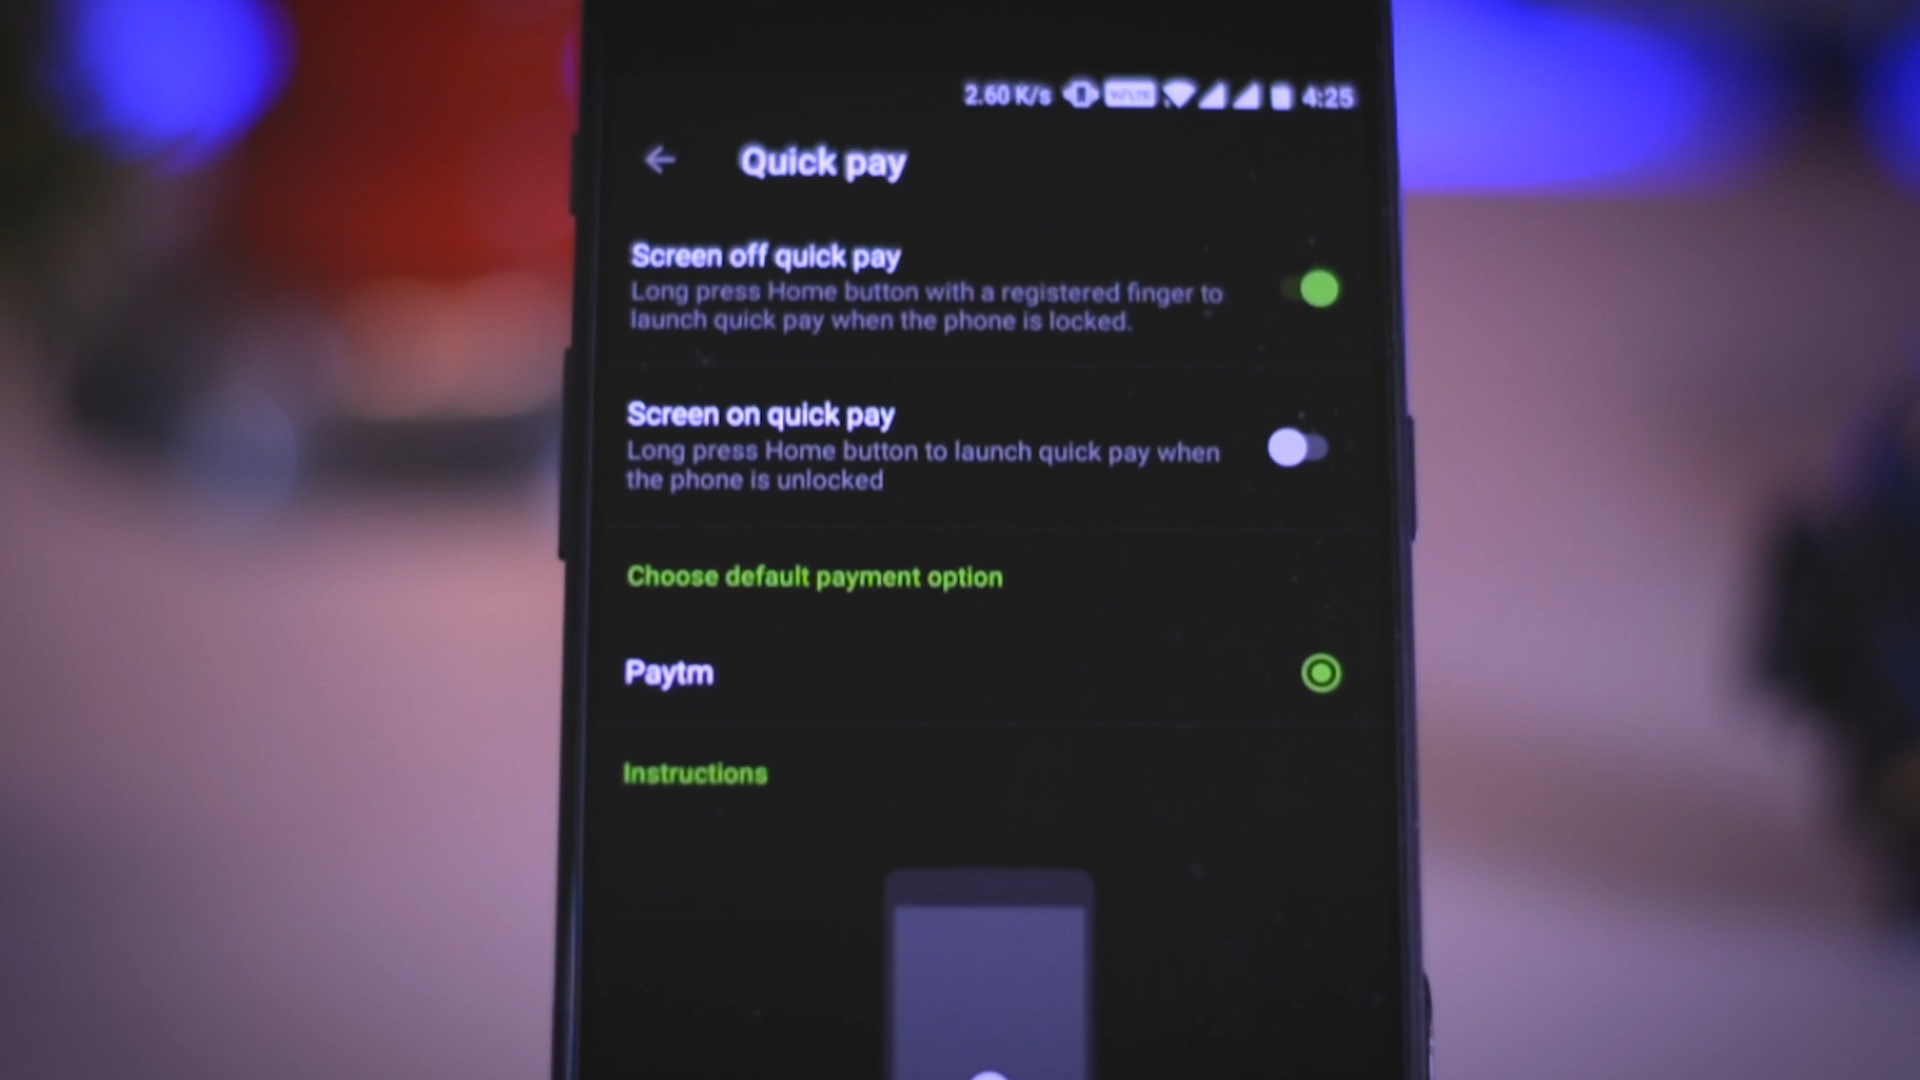 2.60 K/s VoLTE 4:25
Quick pay
Screen off quick pay
Long press Home button with a registered finger to
launch quick pay when the phone is locked.
Screen on quick pay
Long press Home button to launch quick pay when
the phone is unlocked
Choose default payment option
Paytm
Instructions